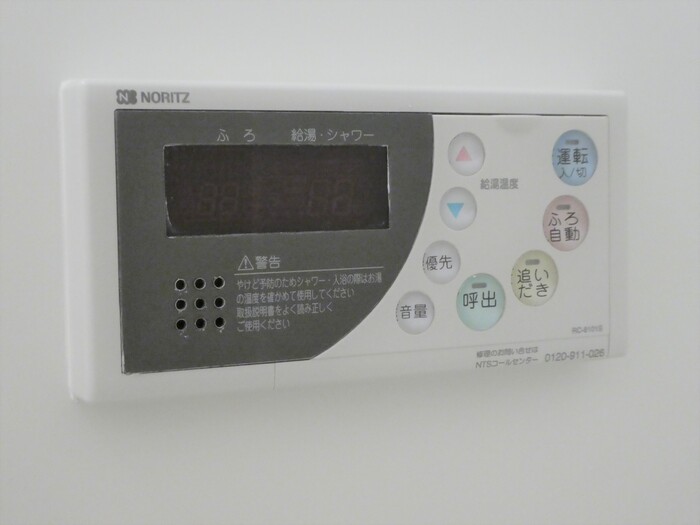 NORITZ
ふろ 給湯・シャワー
運転
入/切
給湯温度
ふろ
自動
優先
追い
だき
音量
呼出
⚠警告
やけど予防のためシャワー・入浴の際はお湯
の温度を確かめて使用してください
取扱説明書をよく読み正しく
ご使用ください
RC-8101S
修理のお問い合せは
NTSコールセンター 0120-911-026